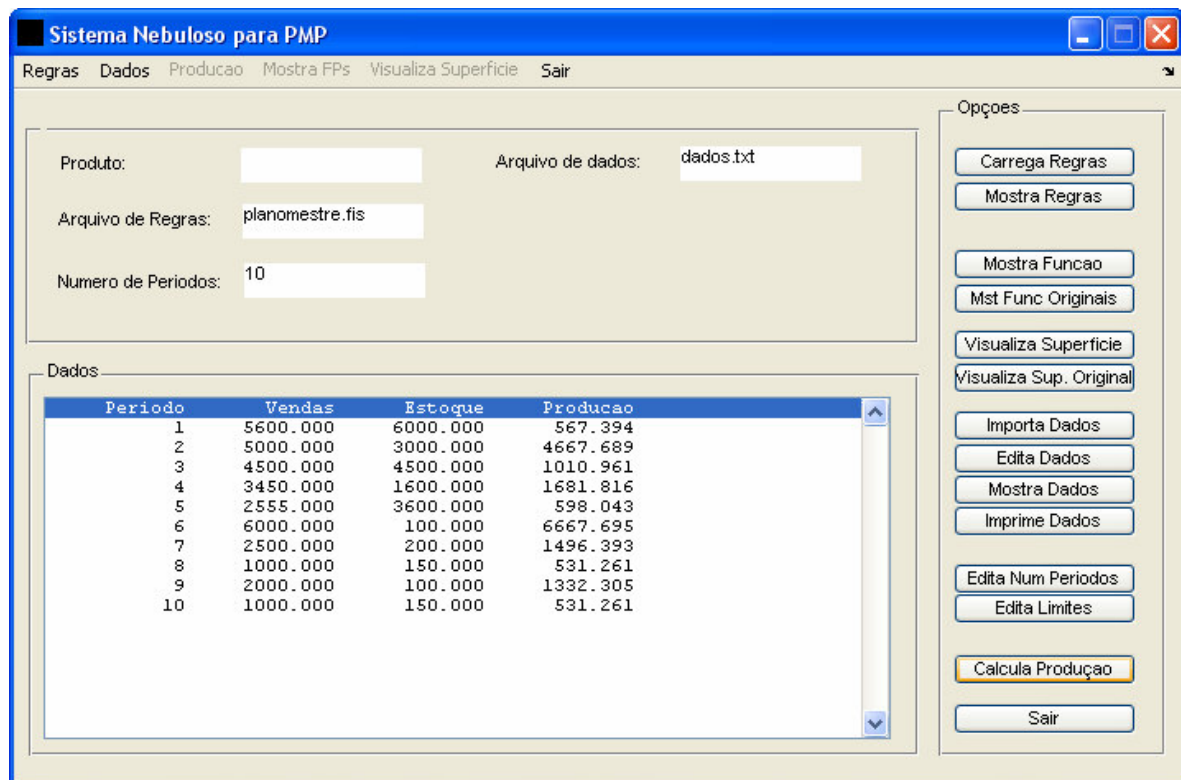 Sistema Nebuloso para PMP
Regras Dados Producao Mostra FPs Visualiza Superficie Sair
Produto:
Arquivo de dados: dados.txt
Arquivo de Regras: planomestre.fis
Numero de Periodos: 10
Dados
Periodo Vendas Estoque Producao
1 5600.000 6000.000 567.394
2 5000.000 3000.000 4667.689
3 4500.000 4500.000 1010.961
4 3450.000 1600.000 1681.816
5 2555.000 3600.000 598.043
6 6000.000 100.000 6667.695
7 2500.000 200.000 1496.393
8 1000.000 150.000 531.261
9 2000.000 100.000 1332.305
10 1000.000 150.000 531.261
Opçoes
Carrega Regras
Mostra Regras
Mostra Funcao
Mst Func Originais
Visualiza Superficie
Visualiza Sup. Original
Importa Dados
Edita Dados
Mostra Dados
Imprime Dados
Edita Num Periodos
Edita Limites
Calcula Produçao
Sair